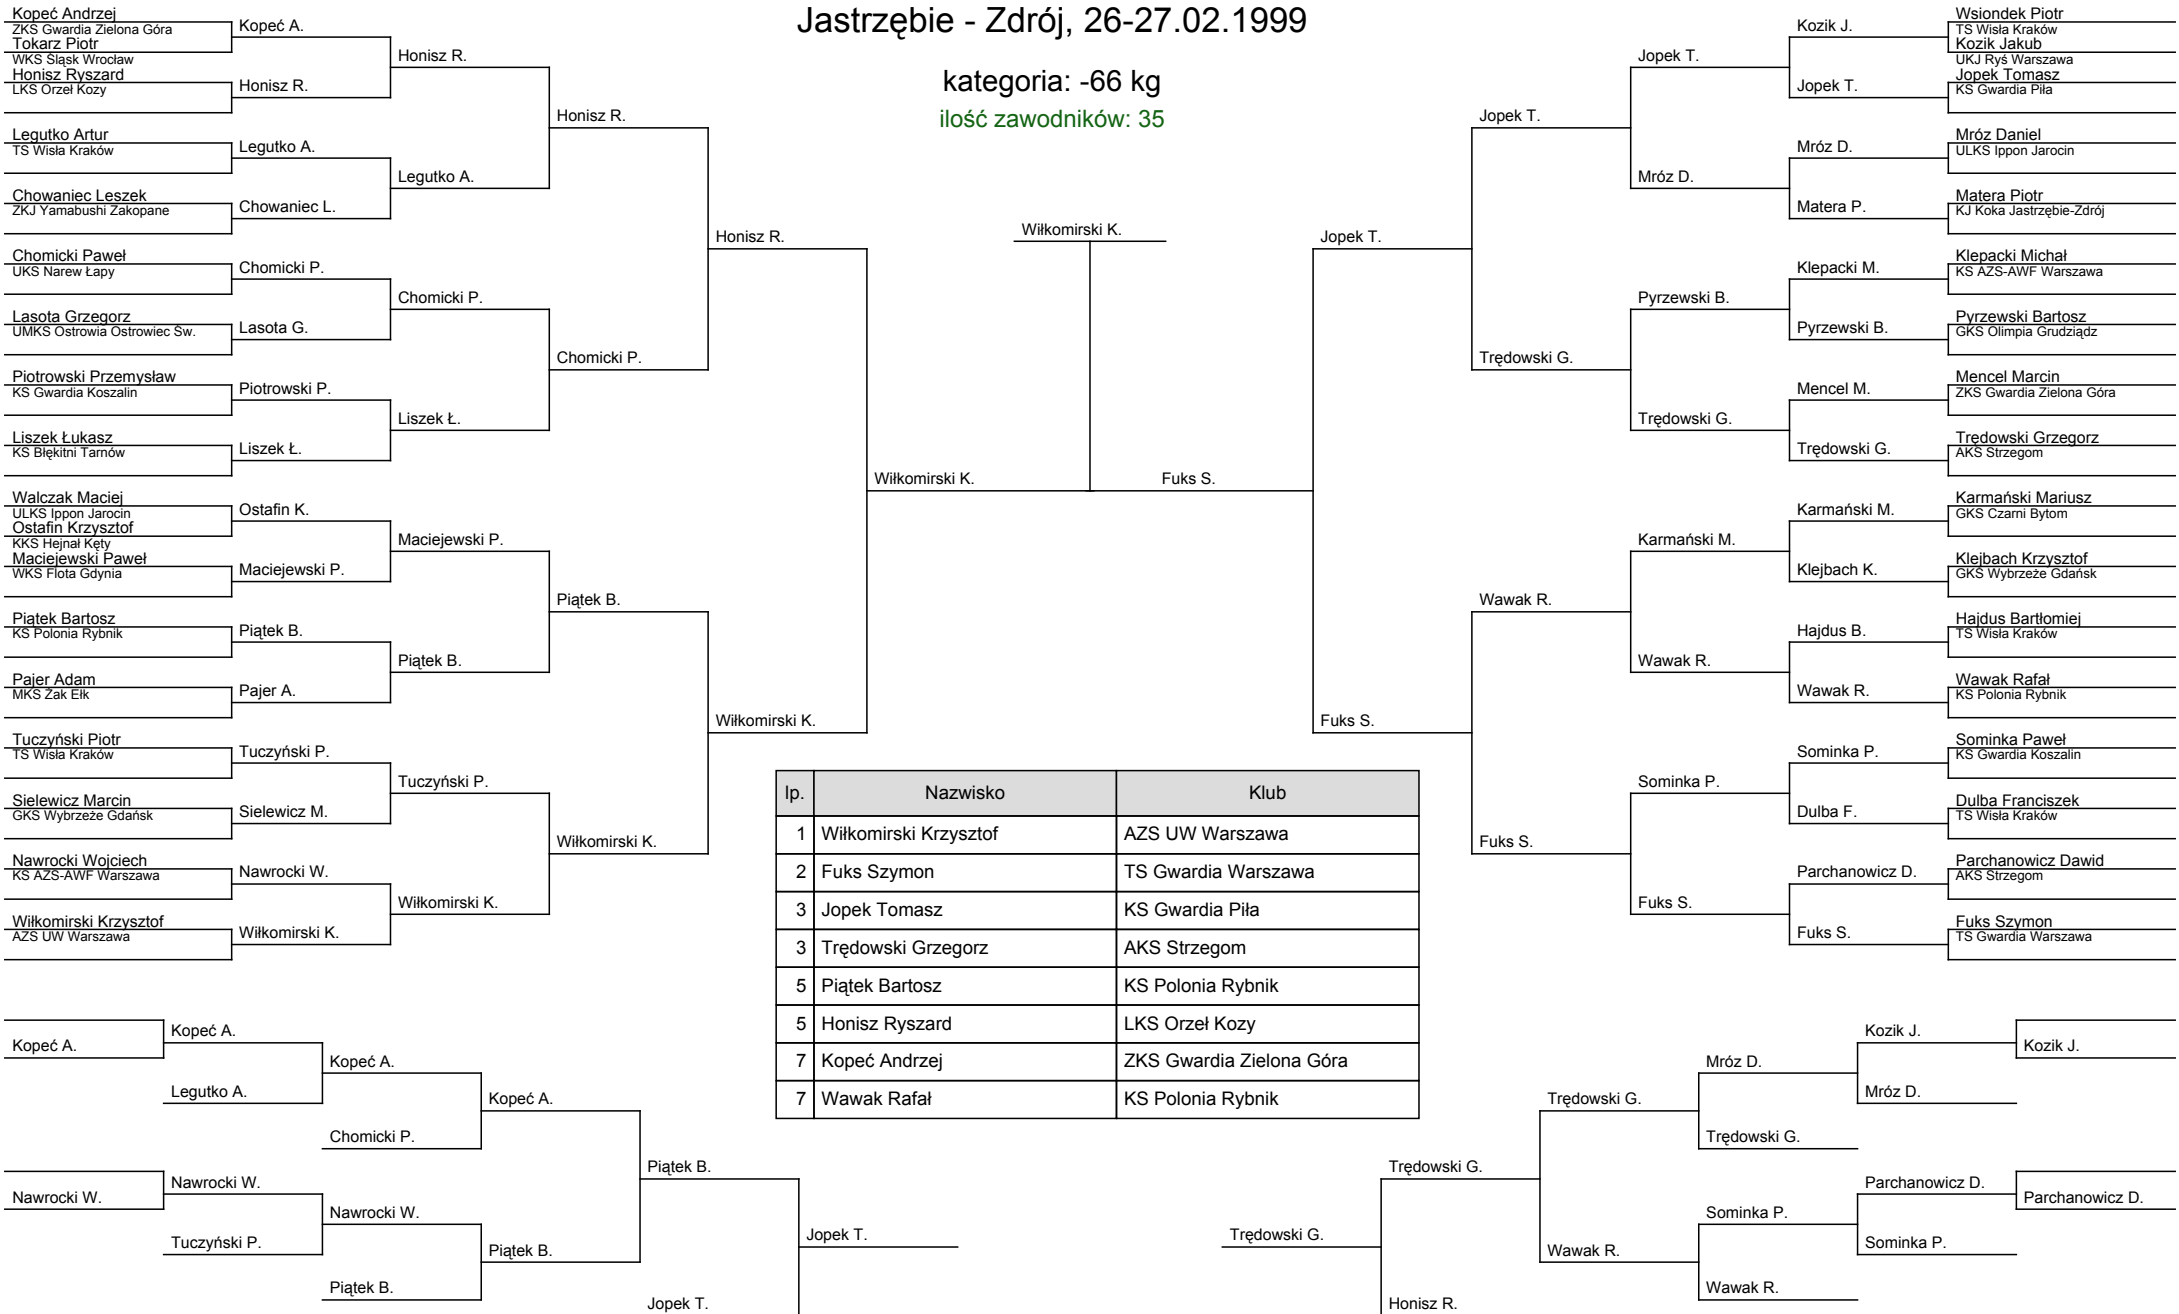 Jastrzębie - Zdrój, 26-27.02.1999
kategoria: -66 kg
ilość zawodników: 35
Kopeć Andrzej
ZKS Gwardia Zielona Góra
Tokarz Piotr
WKS Śląsk Wrocław
Honisz Ryszard
LKS Orzeł Kozy
Legutko Artur
TS Wisła Kraków
Chowaniec Leszek
ZKJ Yamabushi Zakopane
Chomicki Paweł
UKS Narew Łapy
Lasota Grzegorz
UMKS Ostrowia Ostrowiec Św.
Piotrowski Przemysław
KS Gwardia Koszalin
Liszek Łukasz
KS Błękitni Tarnów
Walczak Maciej
ULKS Ippon Jarocin
Ostafin Krzysztof
KKS Hejnał Kęty
Maciejewski Paweł
WKS Flota Gdynia
Piątek Bartosz
KS Polonia Rybnik
Pajer Adam
MKS Żak Ełk
Tuczyński Piotr
TS Wisła Kraków
Sielewicz Marcin
GKS Wybrzeże Gdańsk
Nawrocki Wojciech
KS AZS-AWF Warszawa
Wiłkomirski Krzysztof
AZS UW Warszawa
Kopeć A.
Honisz R.
Legutko A.
Chowaniec L.
Chomicki P.
Lasota G.
Piotrowski P.
Liszek Ł.
Ostafin K.
Maciejewski P.
Piątek B.
Pajer A.
Tuczyński P.
Sielewicz M.
Nawrocki W.
Wiłkomirski K.
Honisz R.
Legutko A.
Chomicki P.
Liszek Ł.
Maciejewski P.
Piątek B.
Tuczyński P.
Wiłkomirski K.
Honisz R.
Chomicki P.
Piątek B.
Wiłkomirski K.
Honisz R.
Wiłkomirski K.
Wiłkomirski K.
Wiłkomirski K.
Fuks S.
Jopek T.
Fuks S.
Jopek T.
Trędowski G.
Wawak R.
Fuks S.
Jopek T.
Mróz D.
Pyrzewski B.
Trędowski G.
Karmański M.
Wawak R.
Sominka P.
Fuks S.
Kozik J.
Jopek T.
Mróz D.
Matera P.
Klepacki M.
Pyrzewski B.
Mencel M.
Trędowski G.
Karmański M.
Klejbach K.
Hajdus B.
Wawak R.
Sominka P.
Dulba F.
Parchanowicz D.
Fuks S.
Wsiondek Piotr
TS Wisła Kraków
Kozik Jakub
UKJ Ryś Warszawa
Jopek Tomasz
KS Gwardia Piła
Mróz Daniel
ULKS Ippon Jarocin
Matera Piotr
KJ Koka Jastrzębie-Zdrój
Klepacki Michał
KS AZS-AWF Warszawa
Pyrzewski Bartosz
GKS Olimpia Grudziądz
Mencel Marcin
ZKS Gwardia Zielona Góra
Trędowski Grzegorz
AKS Strzegom
Karmański Mariusz
GKS Czarni Bytom
Klejbach Krzysztof
GKS Wybrzeże Gdańsk
Hajdus Bartłomiej
TS Wisła Kraków
Wawak Rafał
KS Polonia Rybnik
Sominka Paweł
KS Gwardia Koszalin
Dulba Franciszek
TS Wisła Kraków
Parchanowicz Dawid
AKS Strzegom
Fuks Szymon
TS Gwardia Warszawa
lp. Nazwisko Klub
1 Wiłkomirski Krzysztof AZS UW Warszawa
2 Fuks Szymon TS Gwardia Warszawa
3 Jopek Tomasz KS Gwardia Piła
3 Trędowski Grzegorz AKS Strzegom
5 Piątek Bartosz KS Polonia Rybnik
5 Honisz Ryszard LKS Orzeł Kozy
7 Kopeć Andrzej ZKS Gwardia Zielona Góra
7 Wawak Rafał KS Polonia Rybnik
Kopeć A.
Nawrocki W.
Kopeć A.
Legutko A.
Nawrocki W.
Tuczyński P.
Kopeć A.
Chomicki P.
Nawrocki W.
Piątek B.
Kopeć A.
Piątek B.
Piątek B.
Jopek T.
Jopek T.
Trędowski G.
Trędowski G.
Honisz R.
Trędowski G.
Wawak R.
Mróz D.
Trędowski G.
Sominka P.
Wawak R.
Kozik J.
Mróz D.
Parchanowicz D.
Sominka P.
Kozik J.
Parchanowicz D.